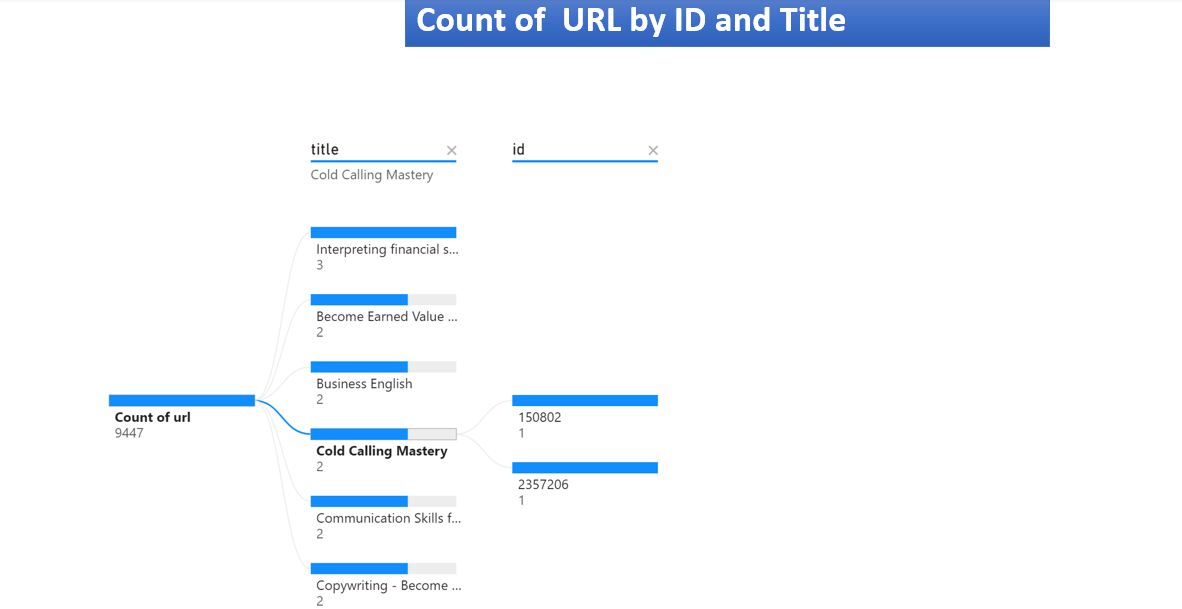 Count of  URL by ID and Title
title
Cold Calling Mastery
id
Interpreting financial s...
3
Become Earned Value ...
2
Business English
2
Count of url
9447
Cold Calling Mastery
2
150802
1
2357206
1
Communication Skills f...
2
Copywriting - Become ...
2